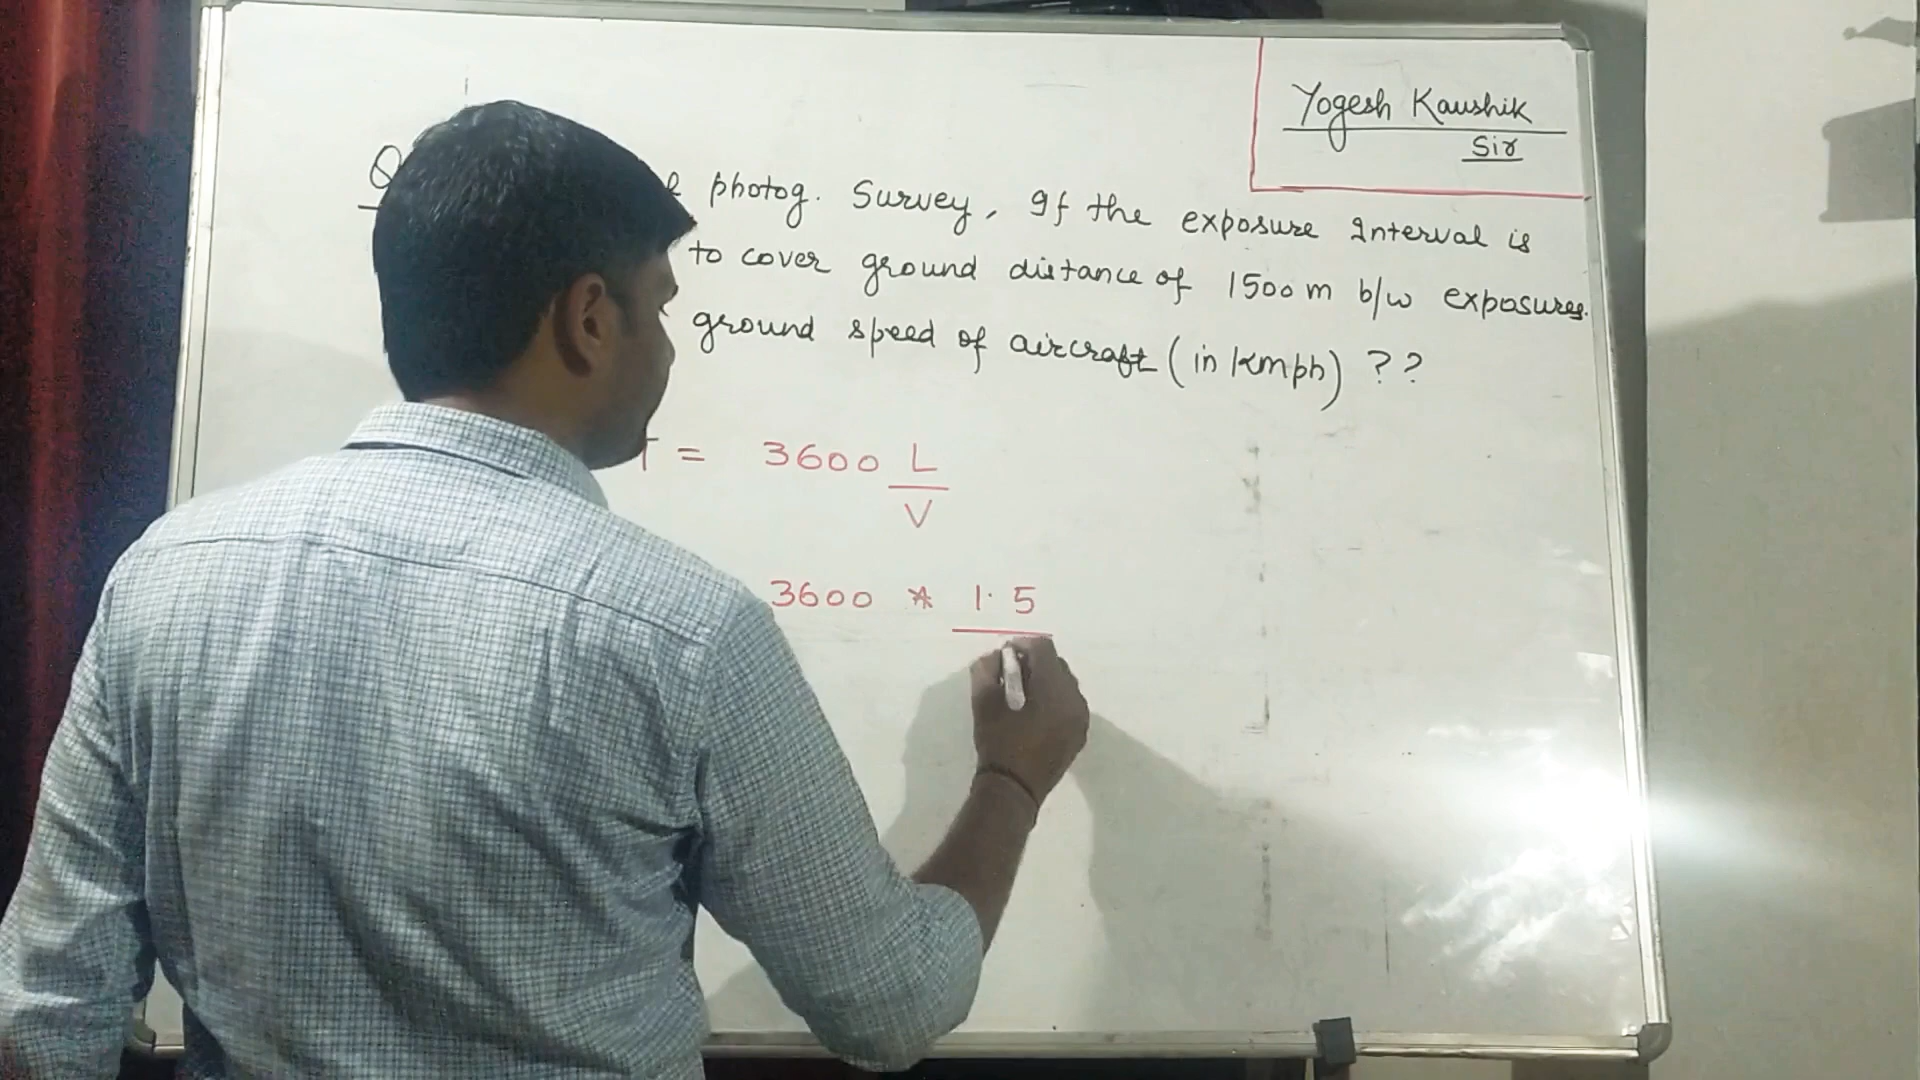 Yogesh Kaushik
Sir
Q
photog. Survey, If the exposure Interval is
to cover ground distance of 1500 m b/w exposures.
ground speed of aircraft (in kmph) ??
T = 3600 L
V
3600 * 1.5